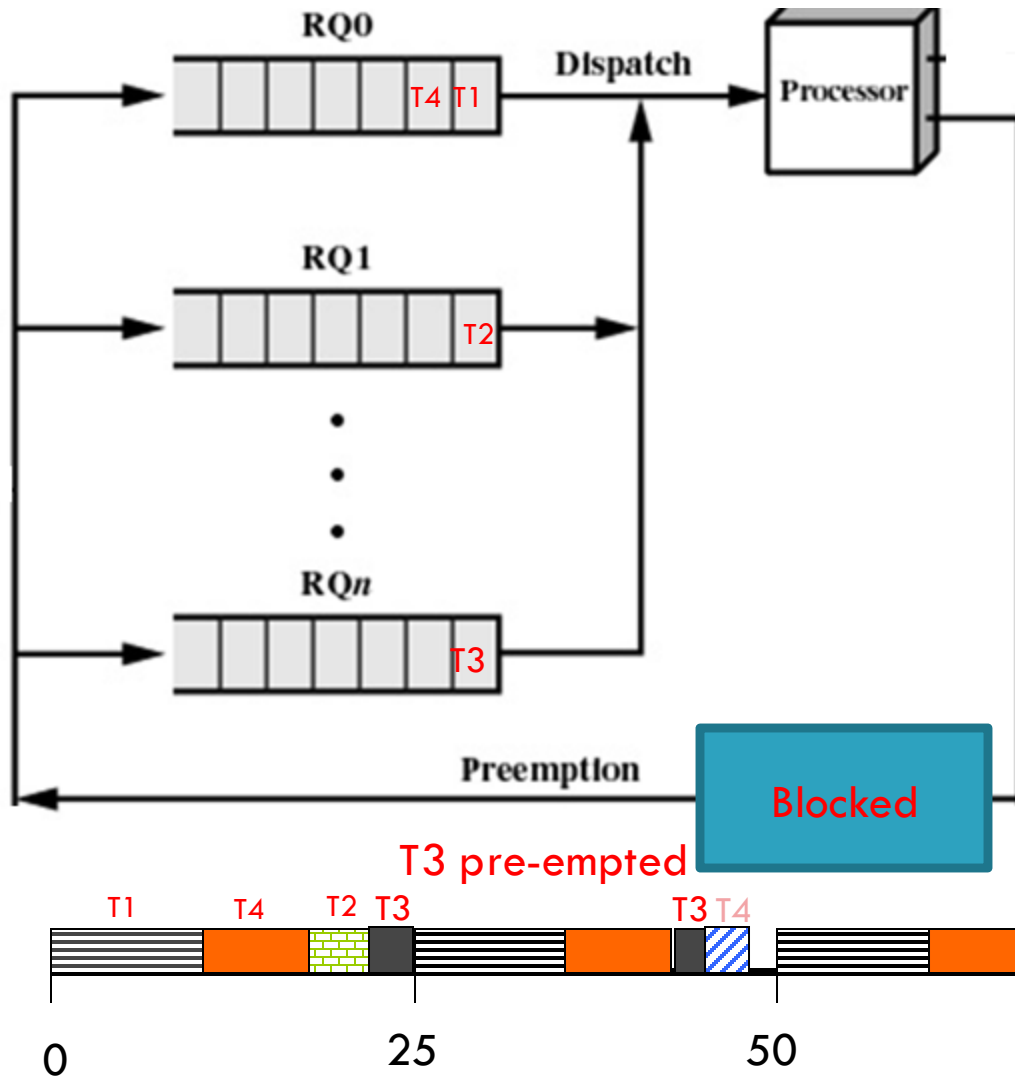 RQ0
Dispatch
T4 T1
Processor
RQ1
T2
RQn
T3
Preemption
Blocked
T3 pre-empted
T1 T4 T2 T3 T3 T4
0 25 50